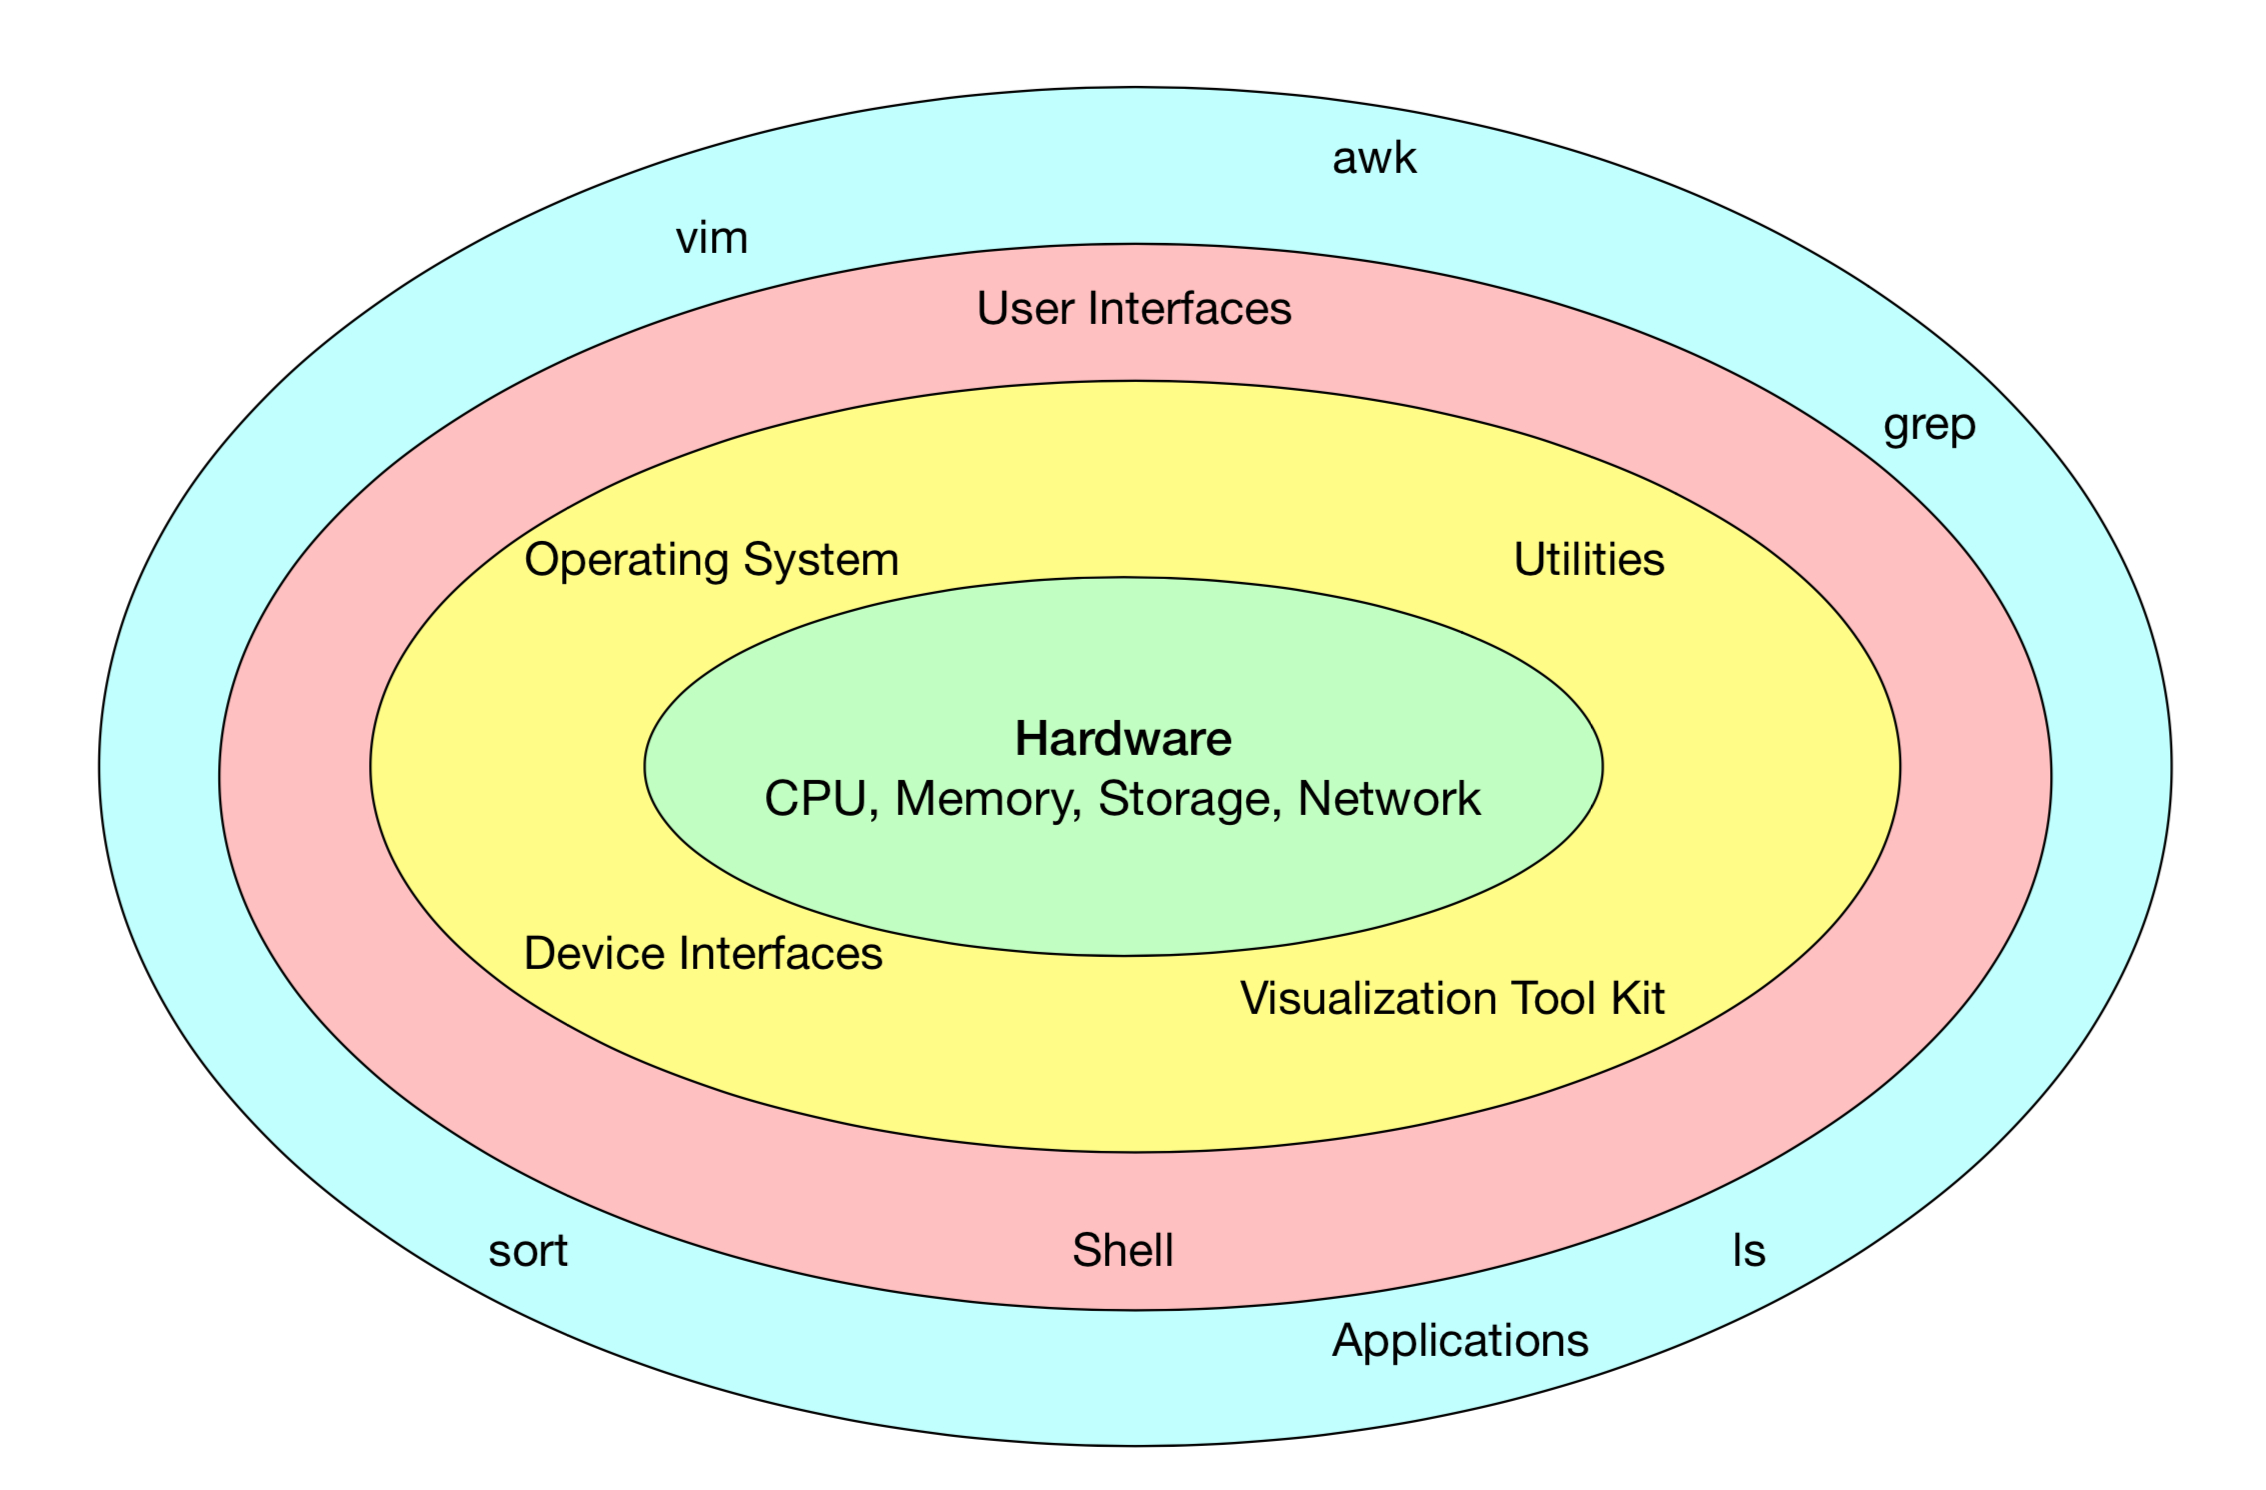 awk
vim
User Interfaces
grep
Operating System
Utilities
Hardware
CPU, Memory, Storage, Network
Device Interfaces
Visualization Tool Kit
sort
Shell
ls
Applications